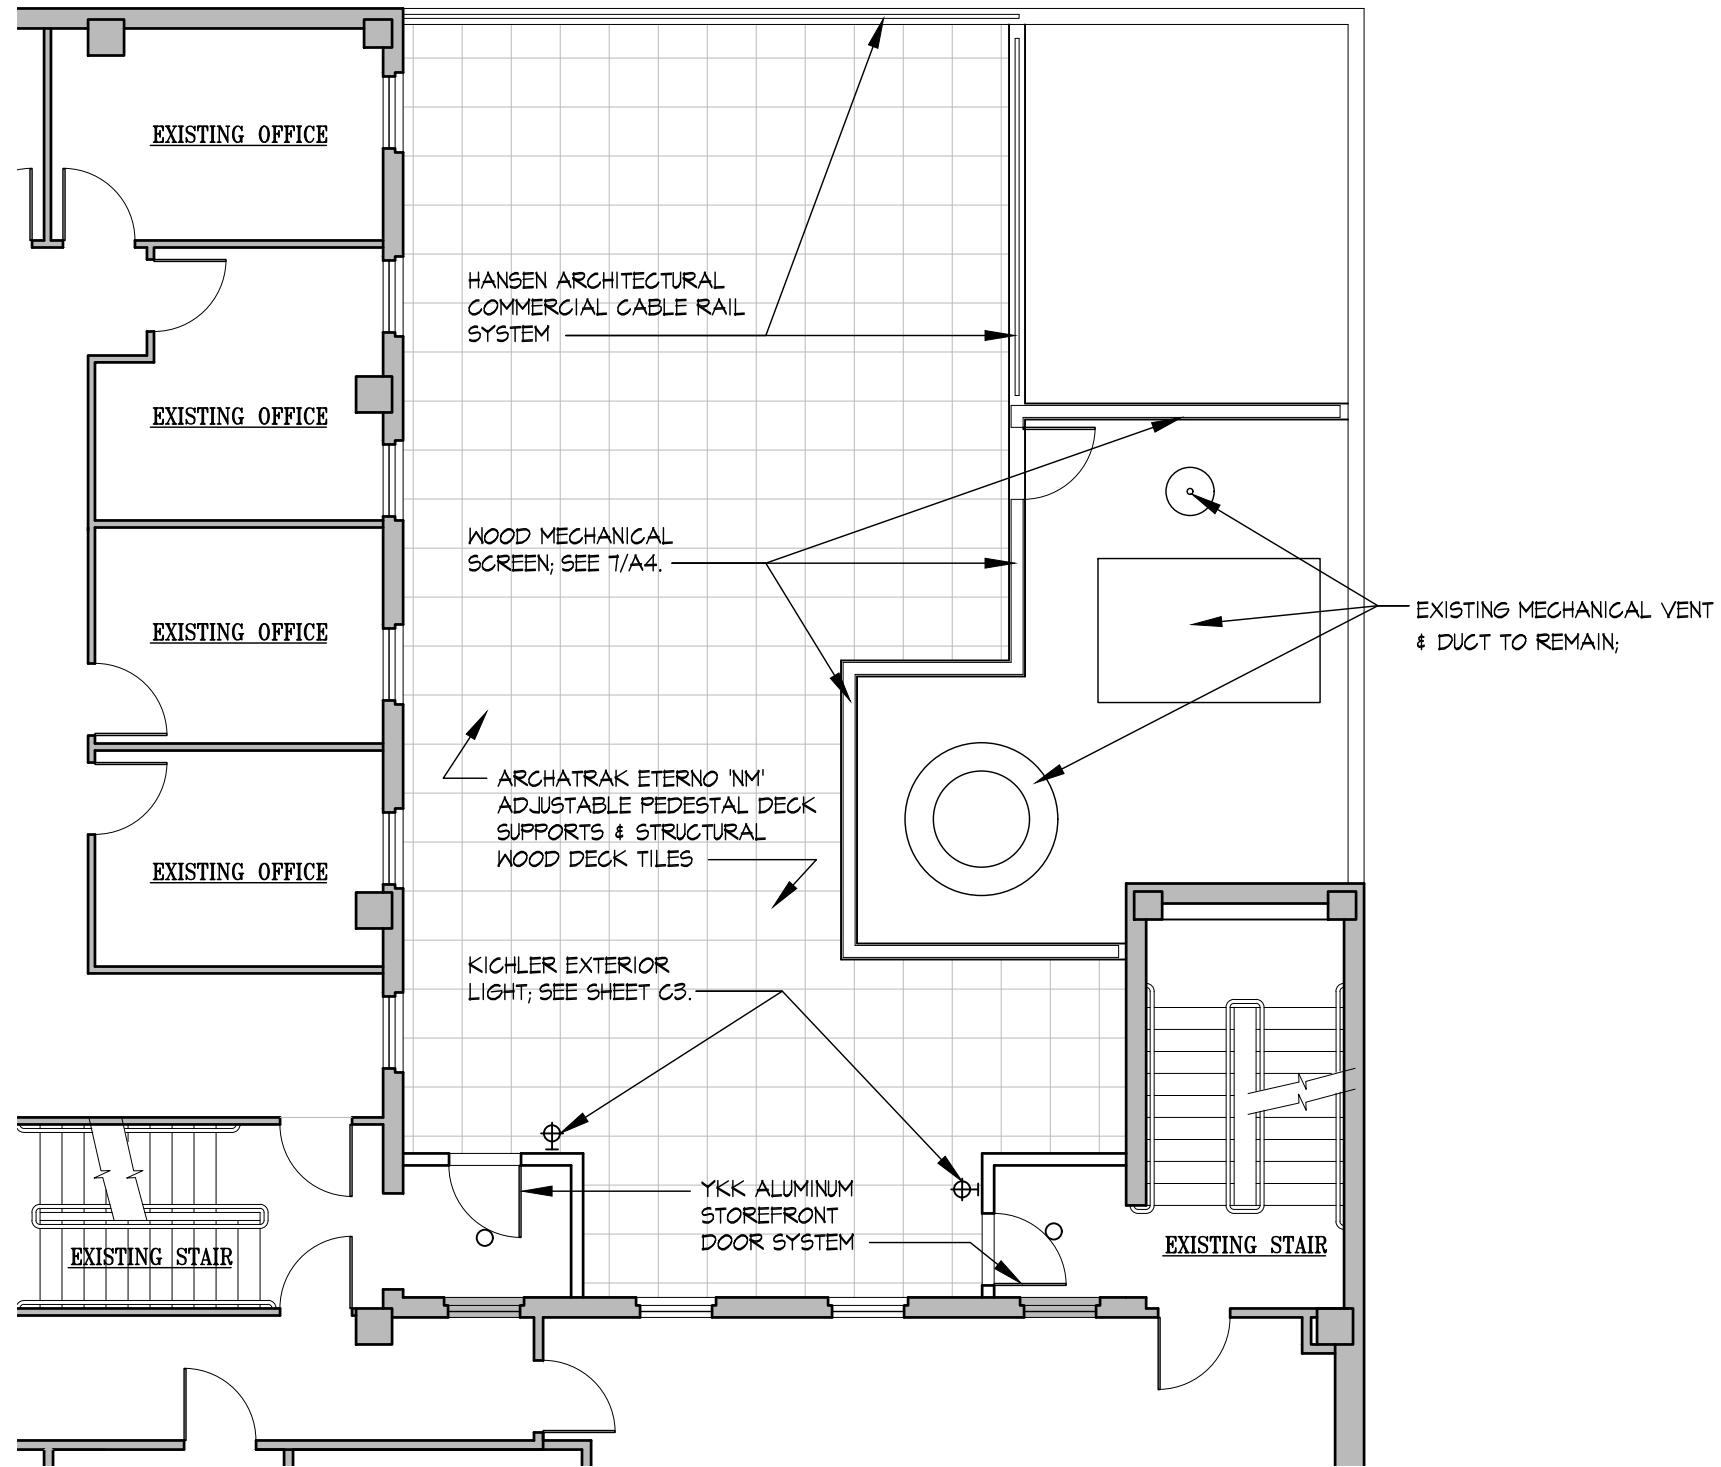 EXISTING OFFICE
HANSEN ARCHITECTURAL
COMMERCIAL CABLE RAIL
SYSTEM
EXISTING OFFICE
WOOD MECHANICAL
SCREEN; SEE 7/A4.
EXISTING OFFICE
EXISTING MECHANICAL VENT
& DUCT TO REMAIN;
ARCHATRAK ETERNO 'NM'
ADJUSTABLE PEDESTAL DECK
SUPPORTS & STRUCTURAL
WOOD DECK TILES
EXISTING OFFICE
KICHLER EXTERIOR
LIGHT; SEE SHEET C3.
YKK ALUMINUM
STOREFRONT
DOOR SYSTEM
EXISTING STAIR
EXISTING STAIR